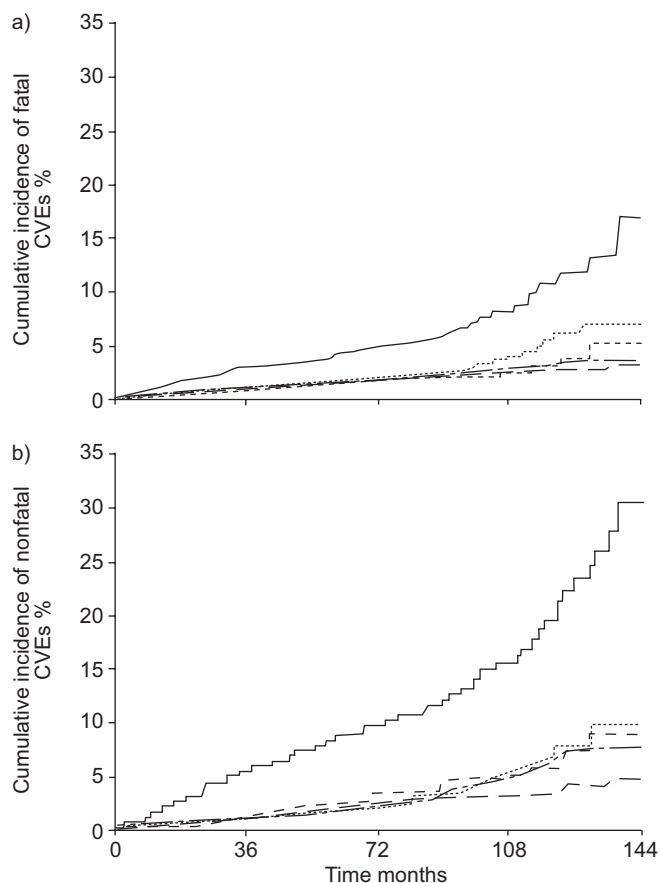 a)
Cumulative incidence of fatal
CVEs %
35
30
25
20
15
10
5
0
b)
Cumulative incidence of nonfatal
CVEs %
35
30
25
20
15
10
5
0
0 36 72 108 144
Time months